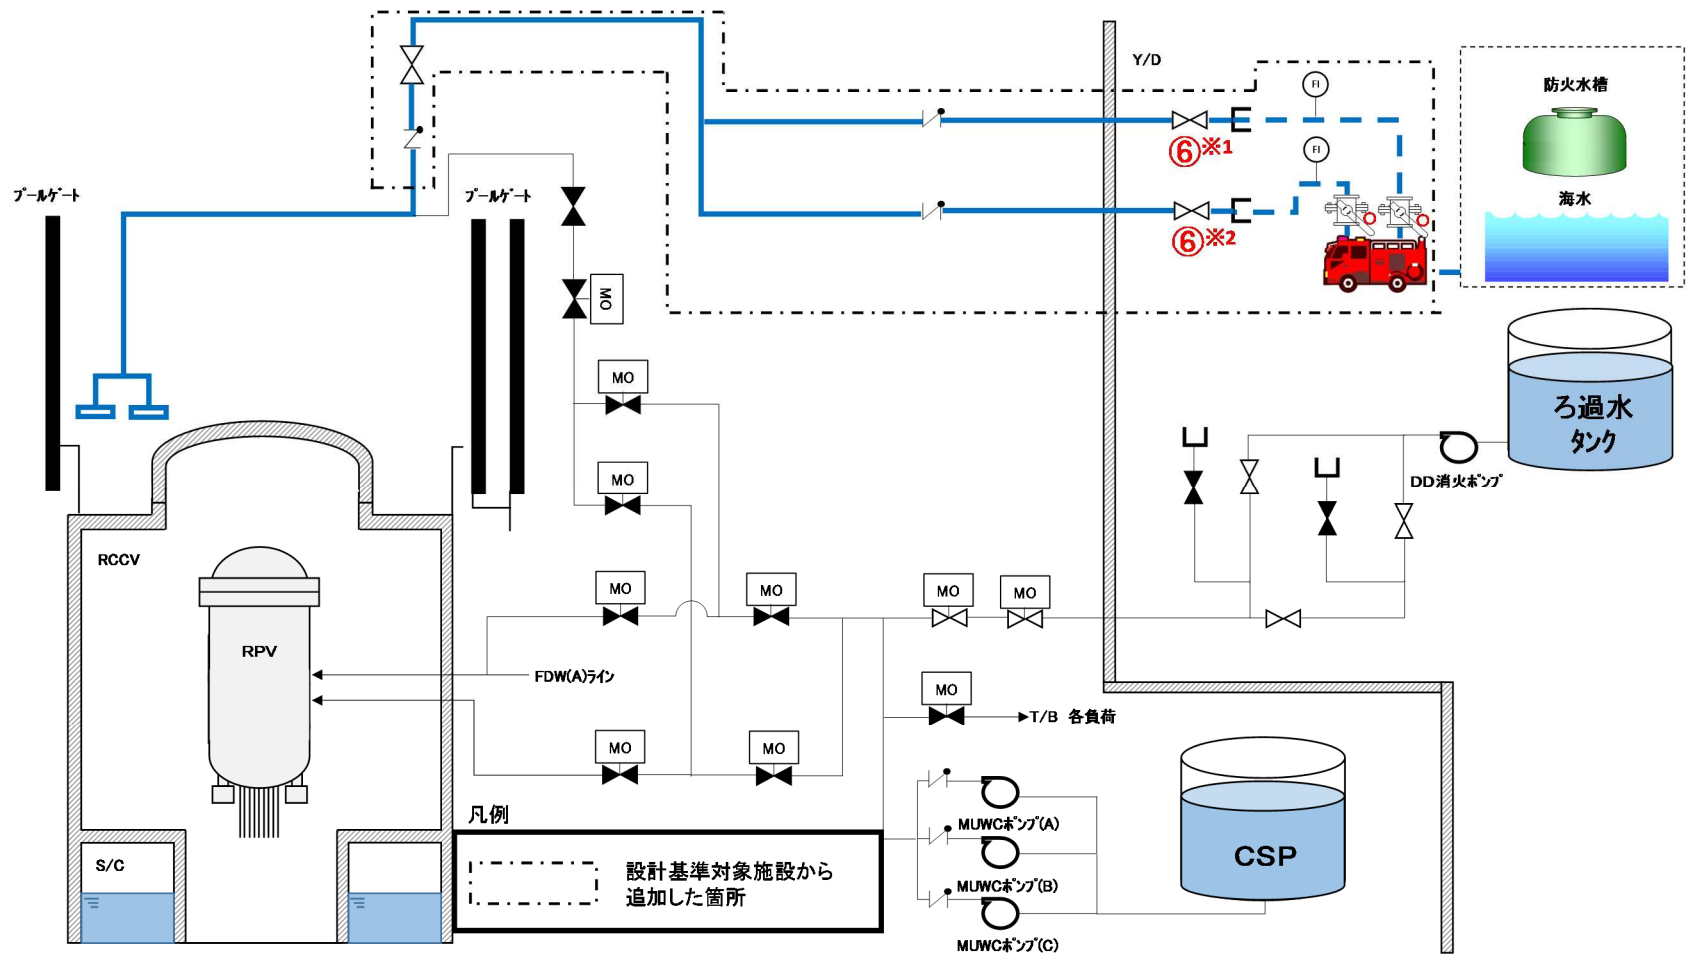 Y/D
防火水槽
FI
⑥※1
FI
プールゲート
プールゲート
海水
⑥※2
MO
MO
ろ過水
タンク
MO
DD消火ポンプ
RCCV
MO
MO
MO
MO
RPV
FDW(A)ライン
MO
T/B 各負荷
MO
MO
凡例
MUWCポンプ(A)
S/C
設計基準対象施設から
追加した箇所
CSP
MUWCポンプ(B)
MUWCポンプ(C)